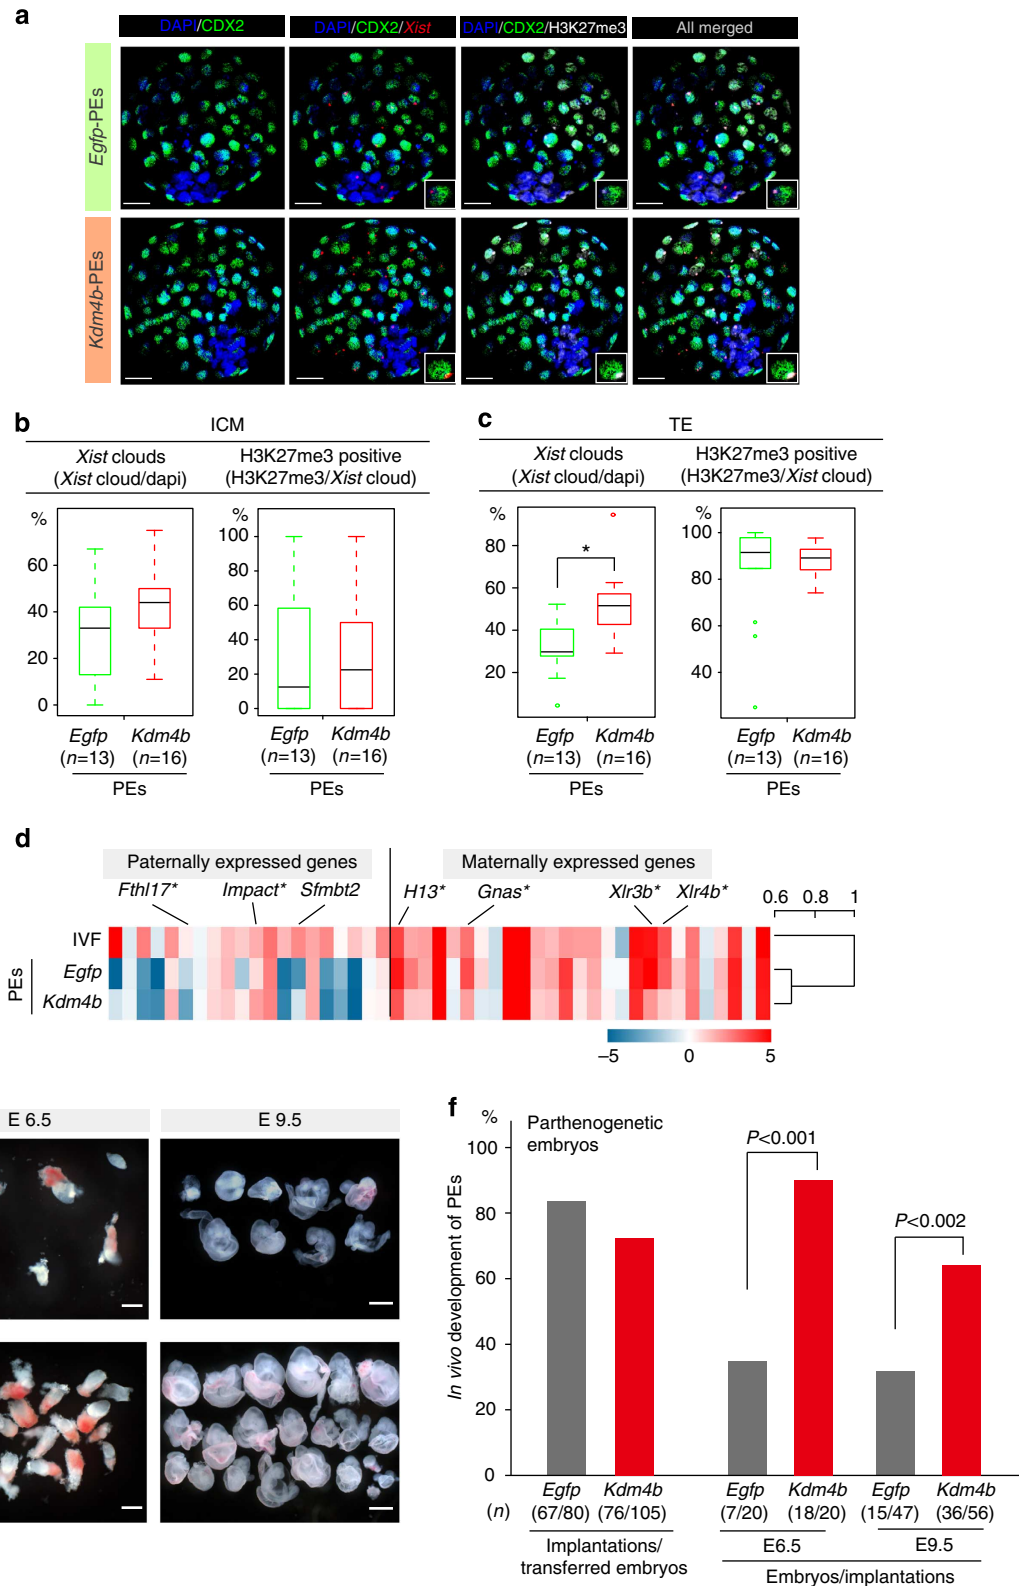 a
DAPI/CDX2
DAPI/CDX2/Xist
DAPI/CDX2/H3K27me3
All merged
Egfp-PEs
Kdm4b-PEs
b
ICM
Xist clouds
(Xist cloud/dapi)
H3K27me3 positive
(H3K27me3/Xist cloud)
%
60
40
20
0
%
100
80
60
40
20
0
Egfp
(n=13)
Kdm4b
(n=16)
PEs
Egfp
(n=13)
Kdm4b
(n=16)
PEs
c
TE
Xist clouds
(Xist cloud/dapi)
H3K27me3 positive
(H3K27me3/Xist cloud)
%
80
60
40
20
*
%
100
80
60
40
Egfp
(n=13)
Kdm4b
(n=16)
PEs
Egfp
(n=13)
Kdm4b
(n=16)
PEs
d
Paternally expressed genes
Maternally expressed genes
Fthl17*
Impact*
Sfmbt2
H13*
Gnas*
Xlr3b*
Xlr4b*
0.6 0.8 1
IVF
PEs
Egfp
Kdm4b
–5 0 5
E 6.5
E 9.5
f
%
Parthenogenetic
embryos
In vivo development of PEs
100
80
60
40
20
0
P<0.001
P<0.002
(n)
Egfp
(67/80)
Kdm4b
(76/105)
Implantations/
transferred embryos
Egfp
(7/20)
Kdm4b
(18/20)
E6.5
Egfp
(15/47)
Kdm4b
(36/56)
E9.5
Embryos/implantations